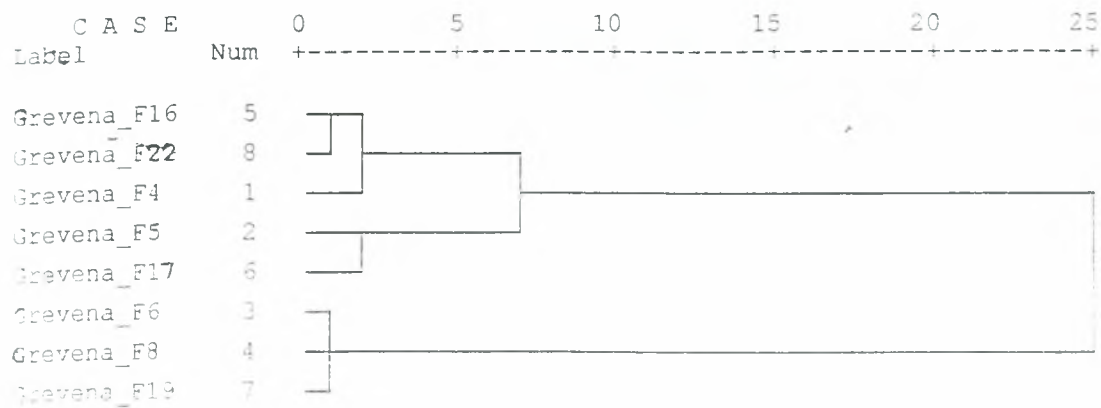 C A S E 0 5 10 15 20 25
Label Num +---------+---------+---------+---------+---------+
Grevena_F16 5
Grevena_F22 8
Grevena_F4 1
Grevena_F5 2
Grevena_F17 6
Grevena_F6 3
Grevena_F8 4
Grevena_F19 7